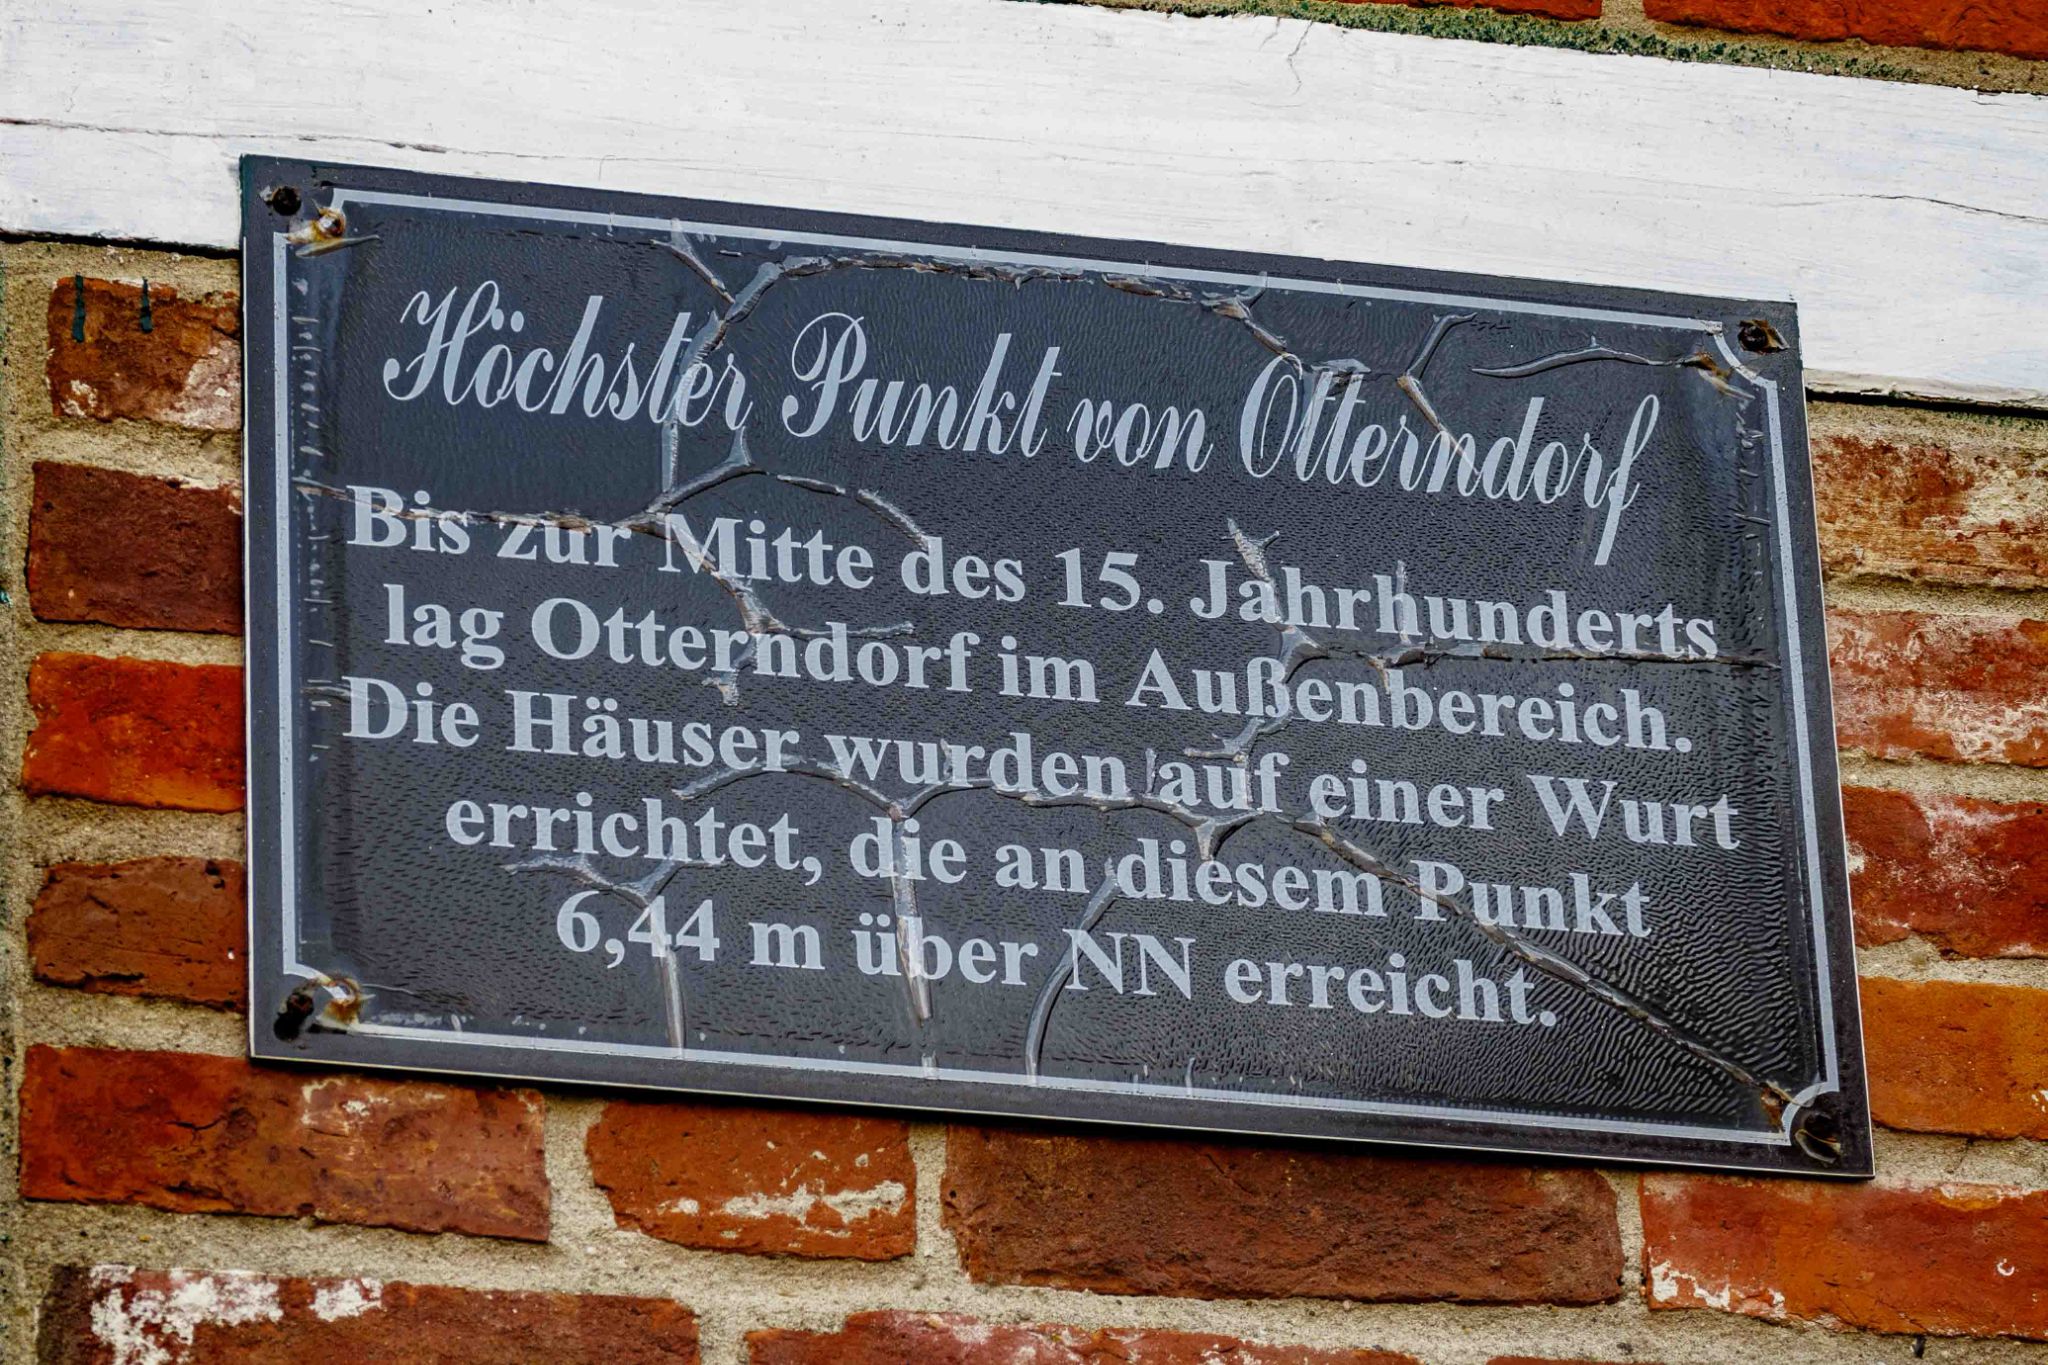 Höchster Punkt von Otterndorf
Bis zur Mitte des 15. Jahrhunderts
lag Otterndorf im Außenbereich.
Die Häuser wurden auf einer Wurt
errichtet, die an diesem Punkt
6,44 m über NN erreicht.